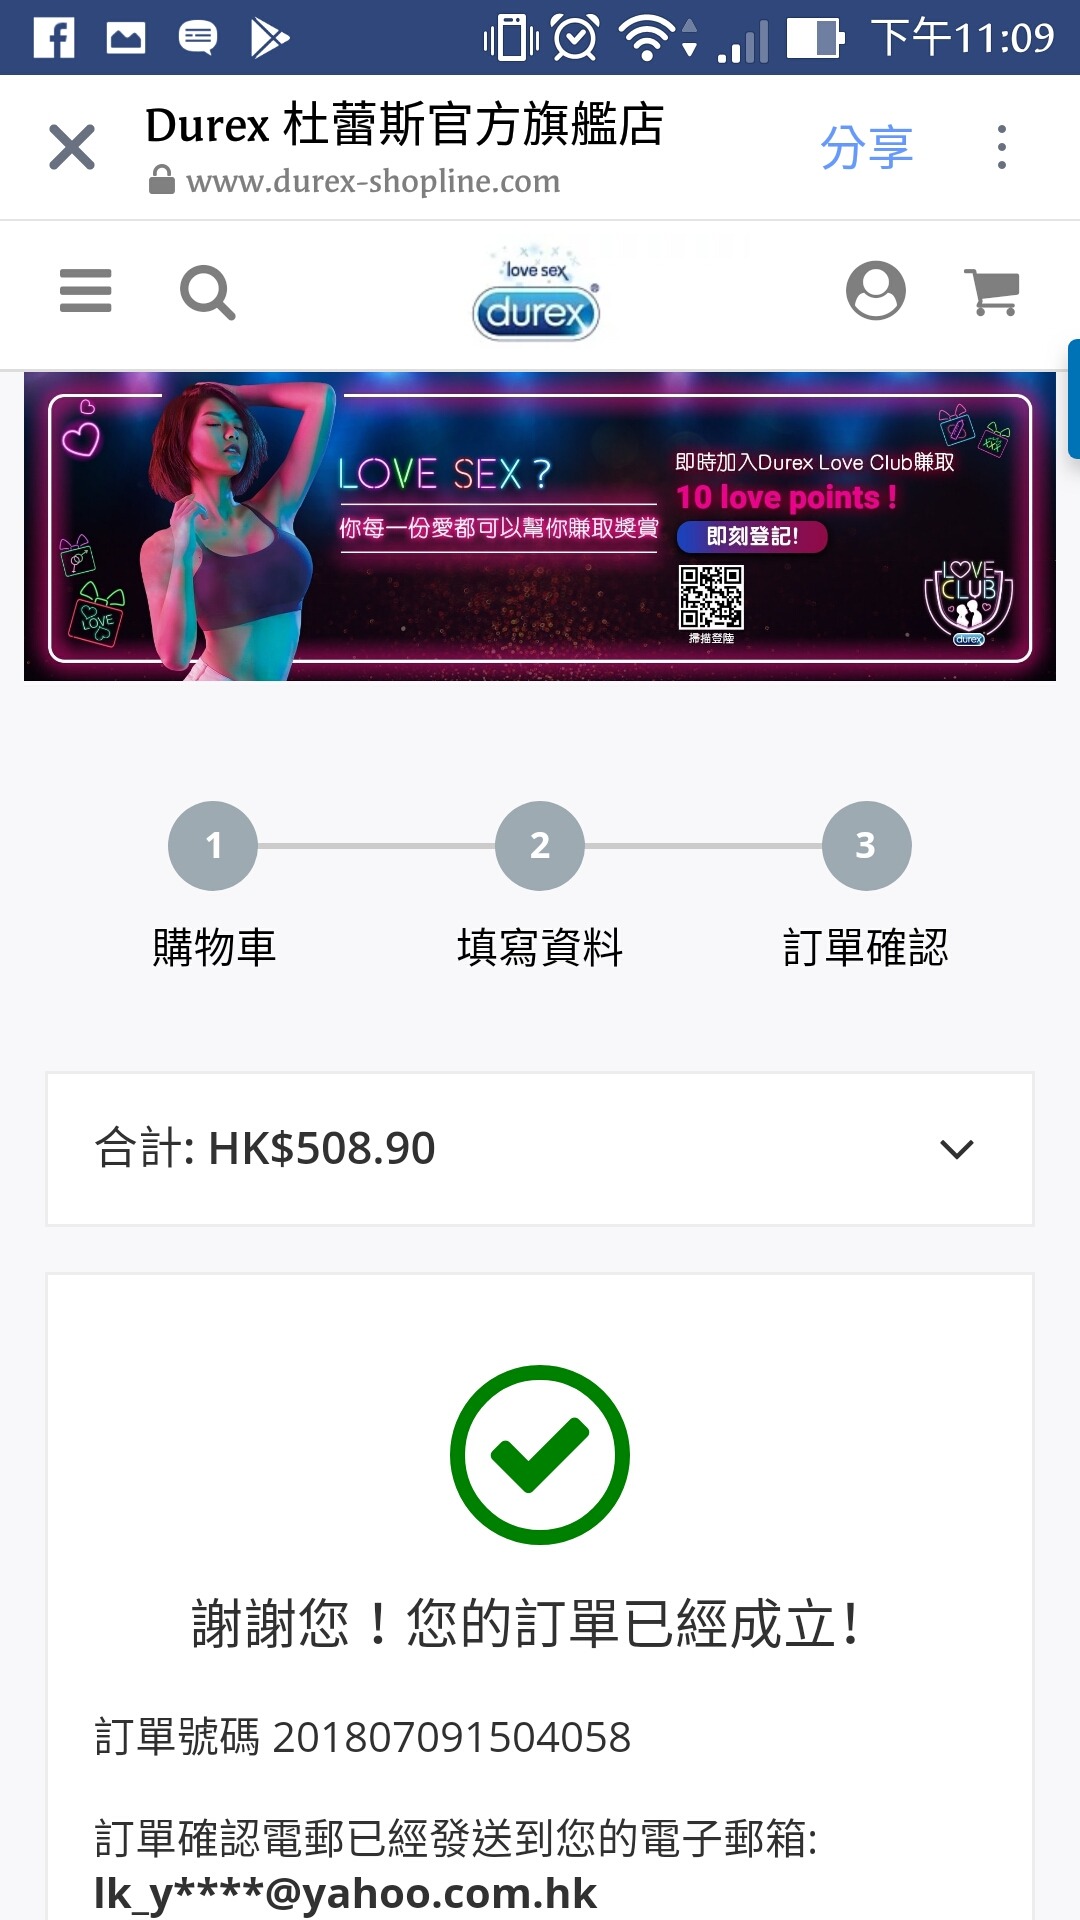 下午11:09
Durex 杜蕾斯官方旗艦店
www.durex-shopline.com
分享
love sex
durex
LOVE SEX?
你每一份愛都可以幫你賺取獎賞
即時加入Durex Love Club賺取
10 love points !
即刻登記!
掃描登陸
LOVE
XXX
LOVE
CLUB
durex
1
2
3
購物車
填寫資料
訂單確認
合計: HK$508.90
謝謝您！您的訂單已經成立!
訂單號碼 201807091504058
訂單確認電郵已經發送到您的電子郵箱:
lk_y****@yahoo.com.hk